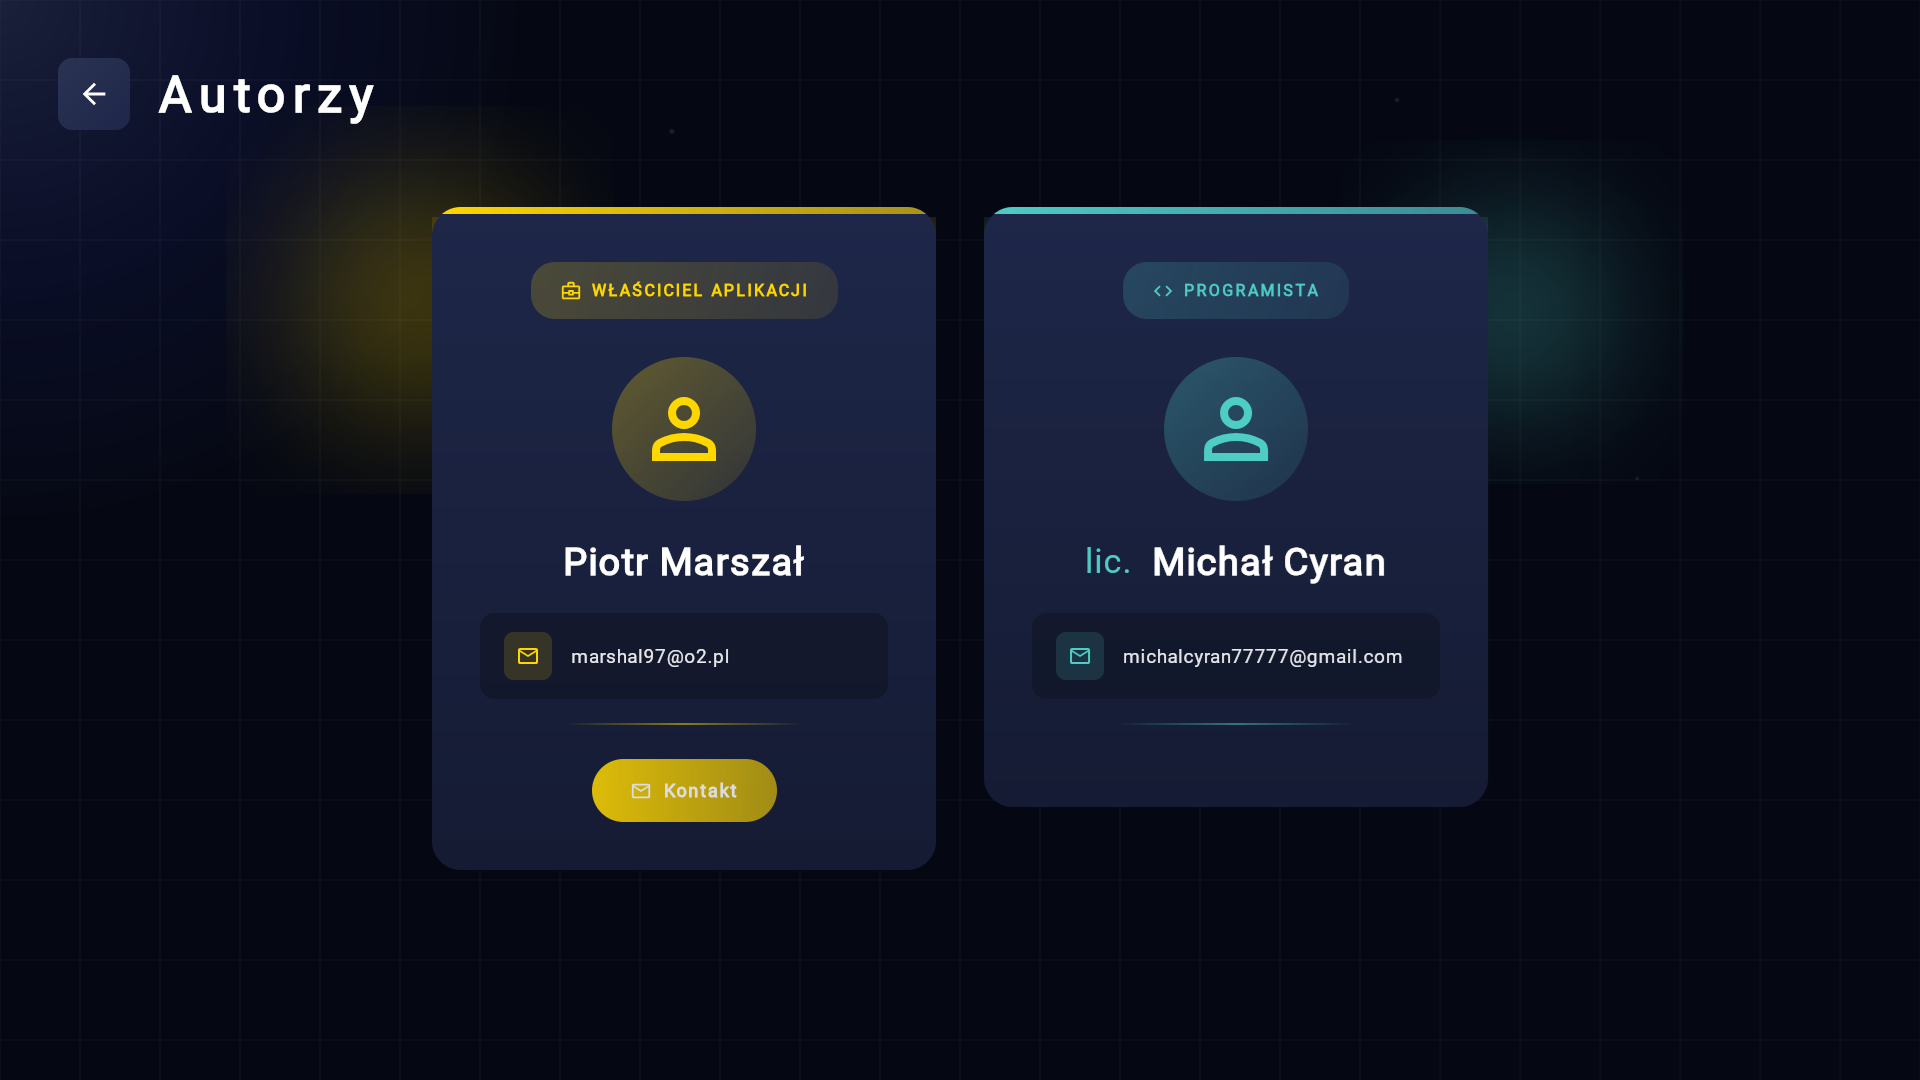 Autorzy
WŁAŚCICIEL APLIKACJI
Piotr Marszał
marshal97@o2.pl
Kontakt
PROGRAMISTA
lic. Michał Cyran
michalcyran77777@gmail.com